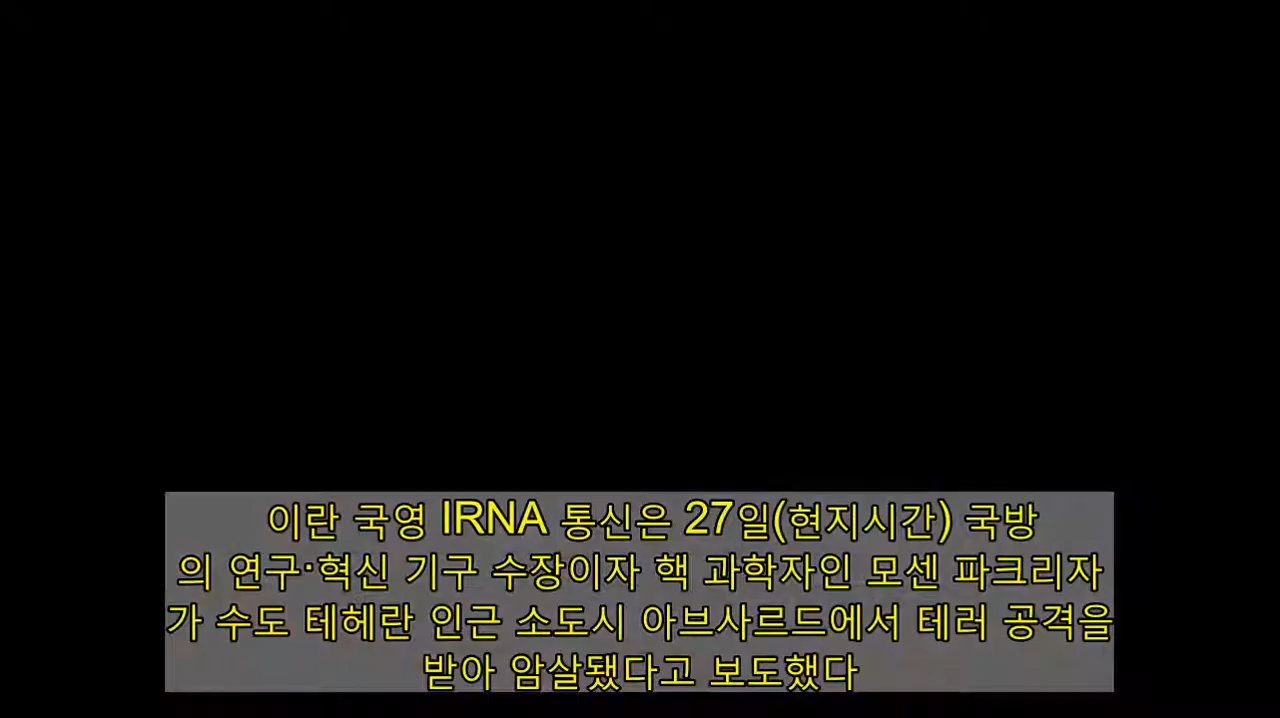 이란 국영 IRNA 통신은 27일(현지시간) 국방
의 연구·혁신 기구 수장이자 핵 과학자인 모센 파크리자
가 수도 테헤란 인근 소도시 아브사르드에서 테러 공격을
받아 암살됐다고 보도했다